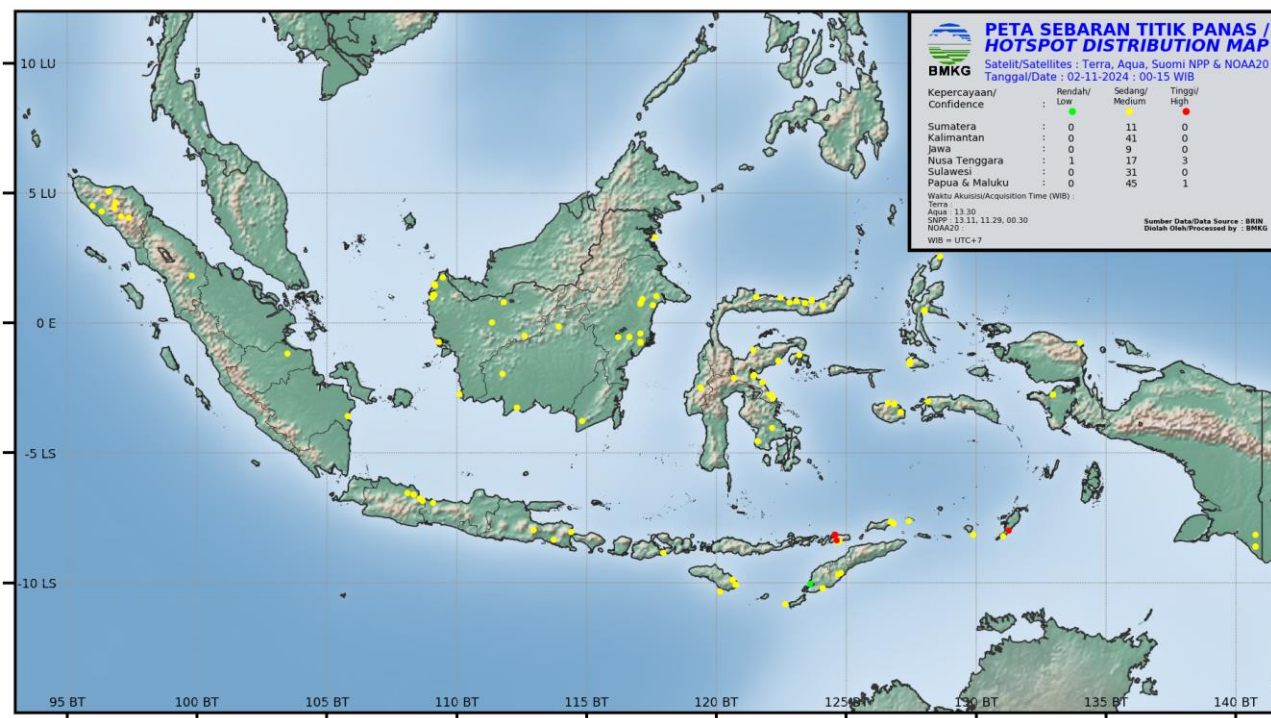 PETA SEBARAN TITIK PANAS /
HOTSPOT DISTRIBUTION MAP
BMKG
Satelit/Satellites : Terra, Aqua, Suomi NPP & NOAA20
Tanggal/Date : 02-11-2024 : 00-15 WIB
Kepercayaan/ Rendah/ Sedang/ Tinggi/
Confidence : Low Medium High
Sumatera : 0 11 0
Kalimantan : 0 41 0
Jawa : 0 9 0
Nusa Tenggara : 1 17 3
Sulawesi : 0 31 0
Papua & Maluku : 0 45 1
Waktu Akuisisi/Acquisition Time (WIB) :
Terra :
Aqua : 13.30
SNPP : 13.11, 11.29, 00.30
NOAA20 :
WIB = UTC+7
Sumber Data/Data Source : BRIN
Diolah Oleh/Processed by : BMKG
10 LU
5 LU
0 E
-5 LS
-10 LS
95 BT 100 BT 105 BT 110 BT 115 BT 120 BT 125 BT 130 BT 135 BT 140 BT